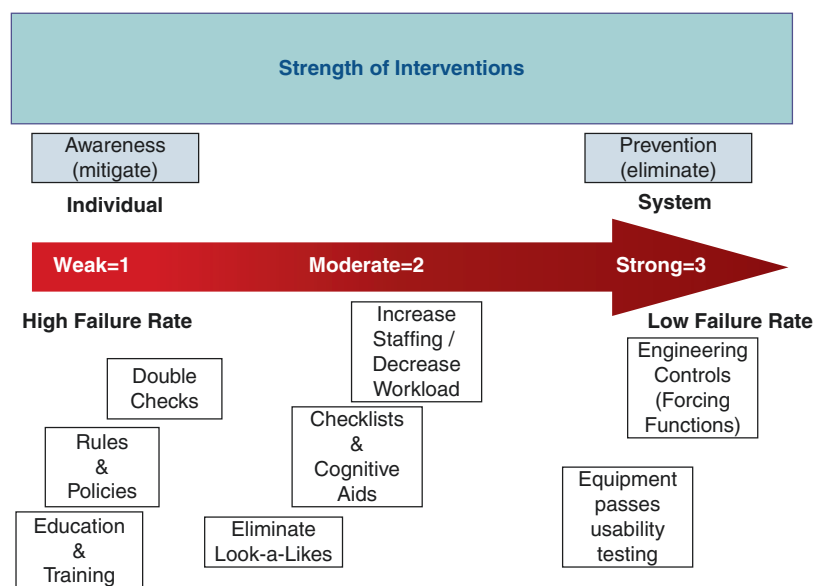 Strength of Interventions
Awareness
(mitigate)
Prevention
(eliminate)
Individual
System
Weak=1
Moderate=2
Strong=3
High Failure Rate
Low Failure Rate
Increase
Staffing /
Decrease
Workload
Engineering
Controls
(Forcing
Functions)
Double
Checks
Checklists
&
Cognitive
Aids
Rules
&
Policies
Equipment
passes
usability
testing
Education
&
Training
Eliminate
Look-a-Likes